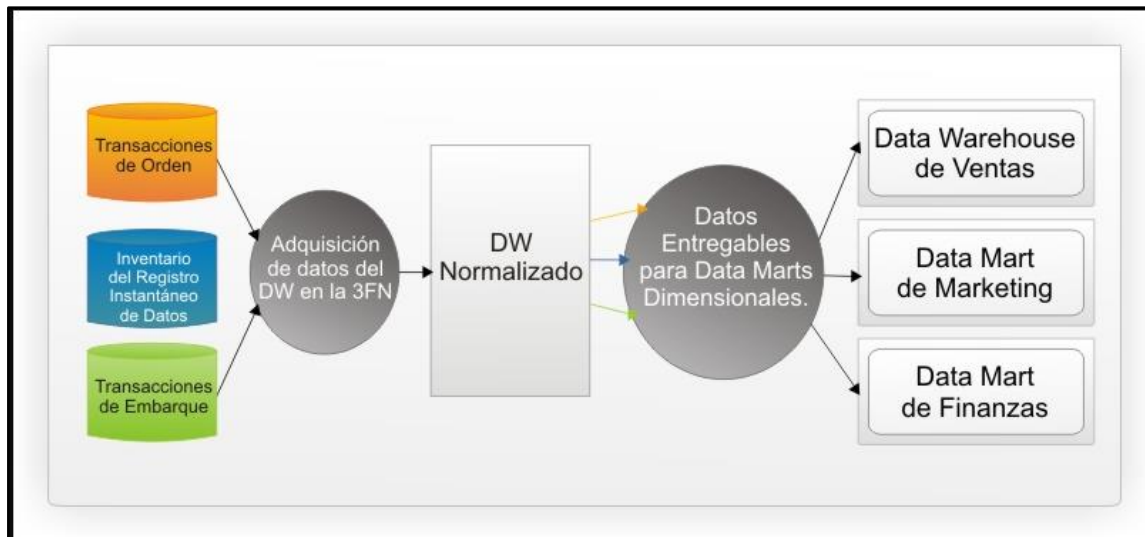 Transacciones
de Orden
Inventario
del Registro
Instantáneo
de Datos
Transacciones
de Embarque
Adquisición
de datos del
DW en la 3FN
DW
Normalizado
Datos
Entregables
para Data Marts
Dimensionales.
Data Warehouse
de Ventas
Data Mart
de Marketing
Data Mart
de Finanzas